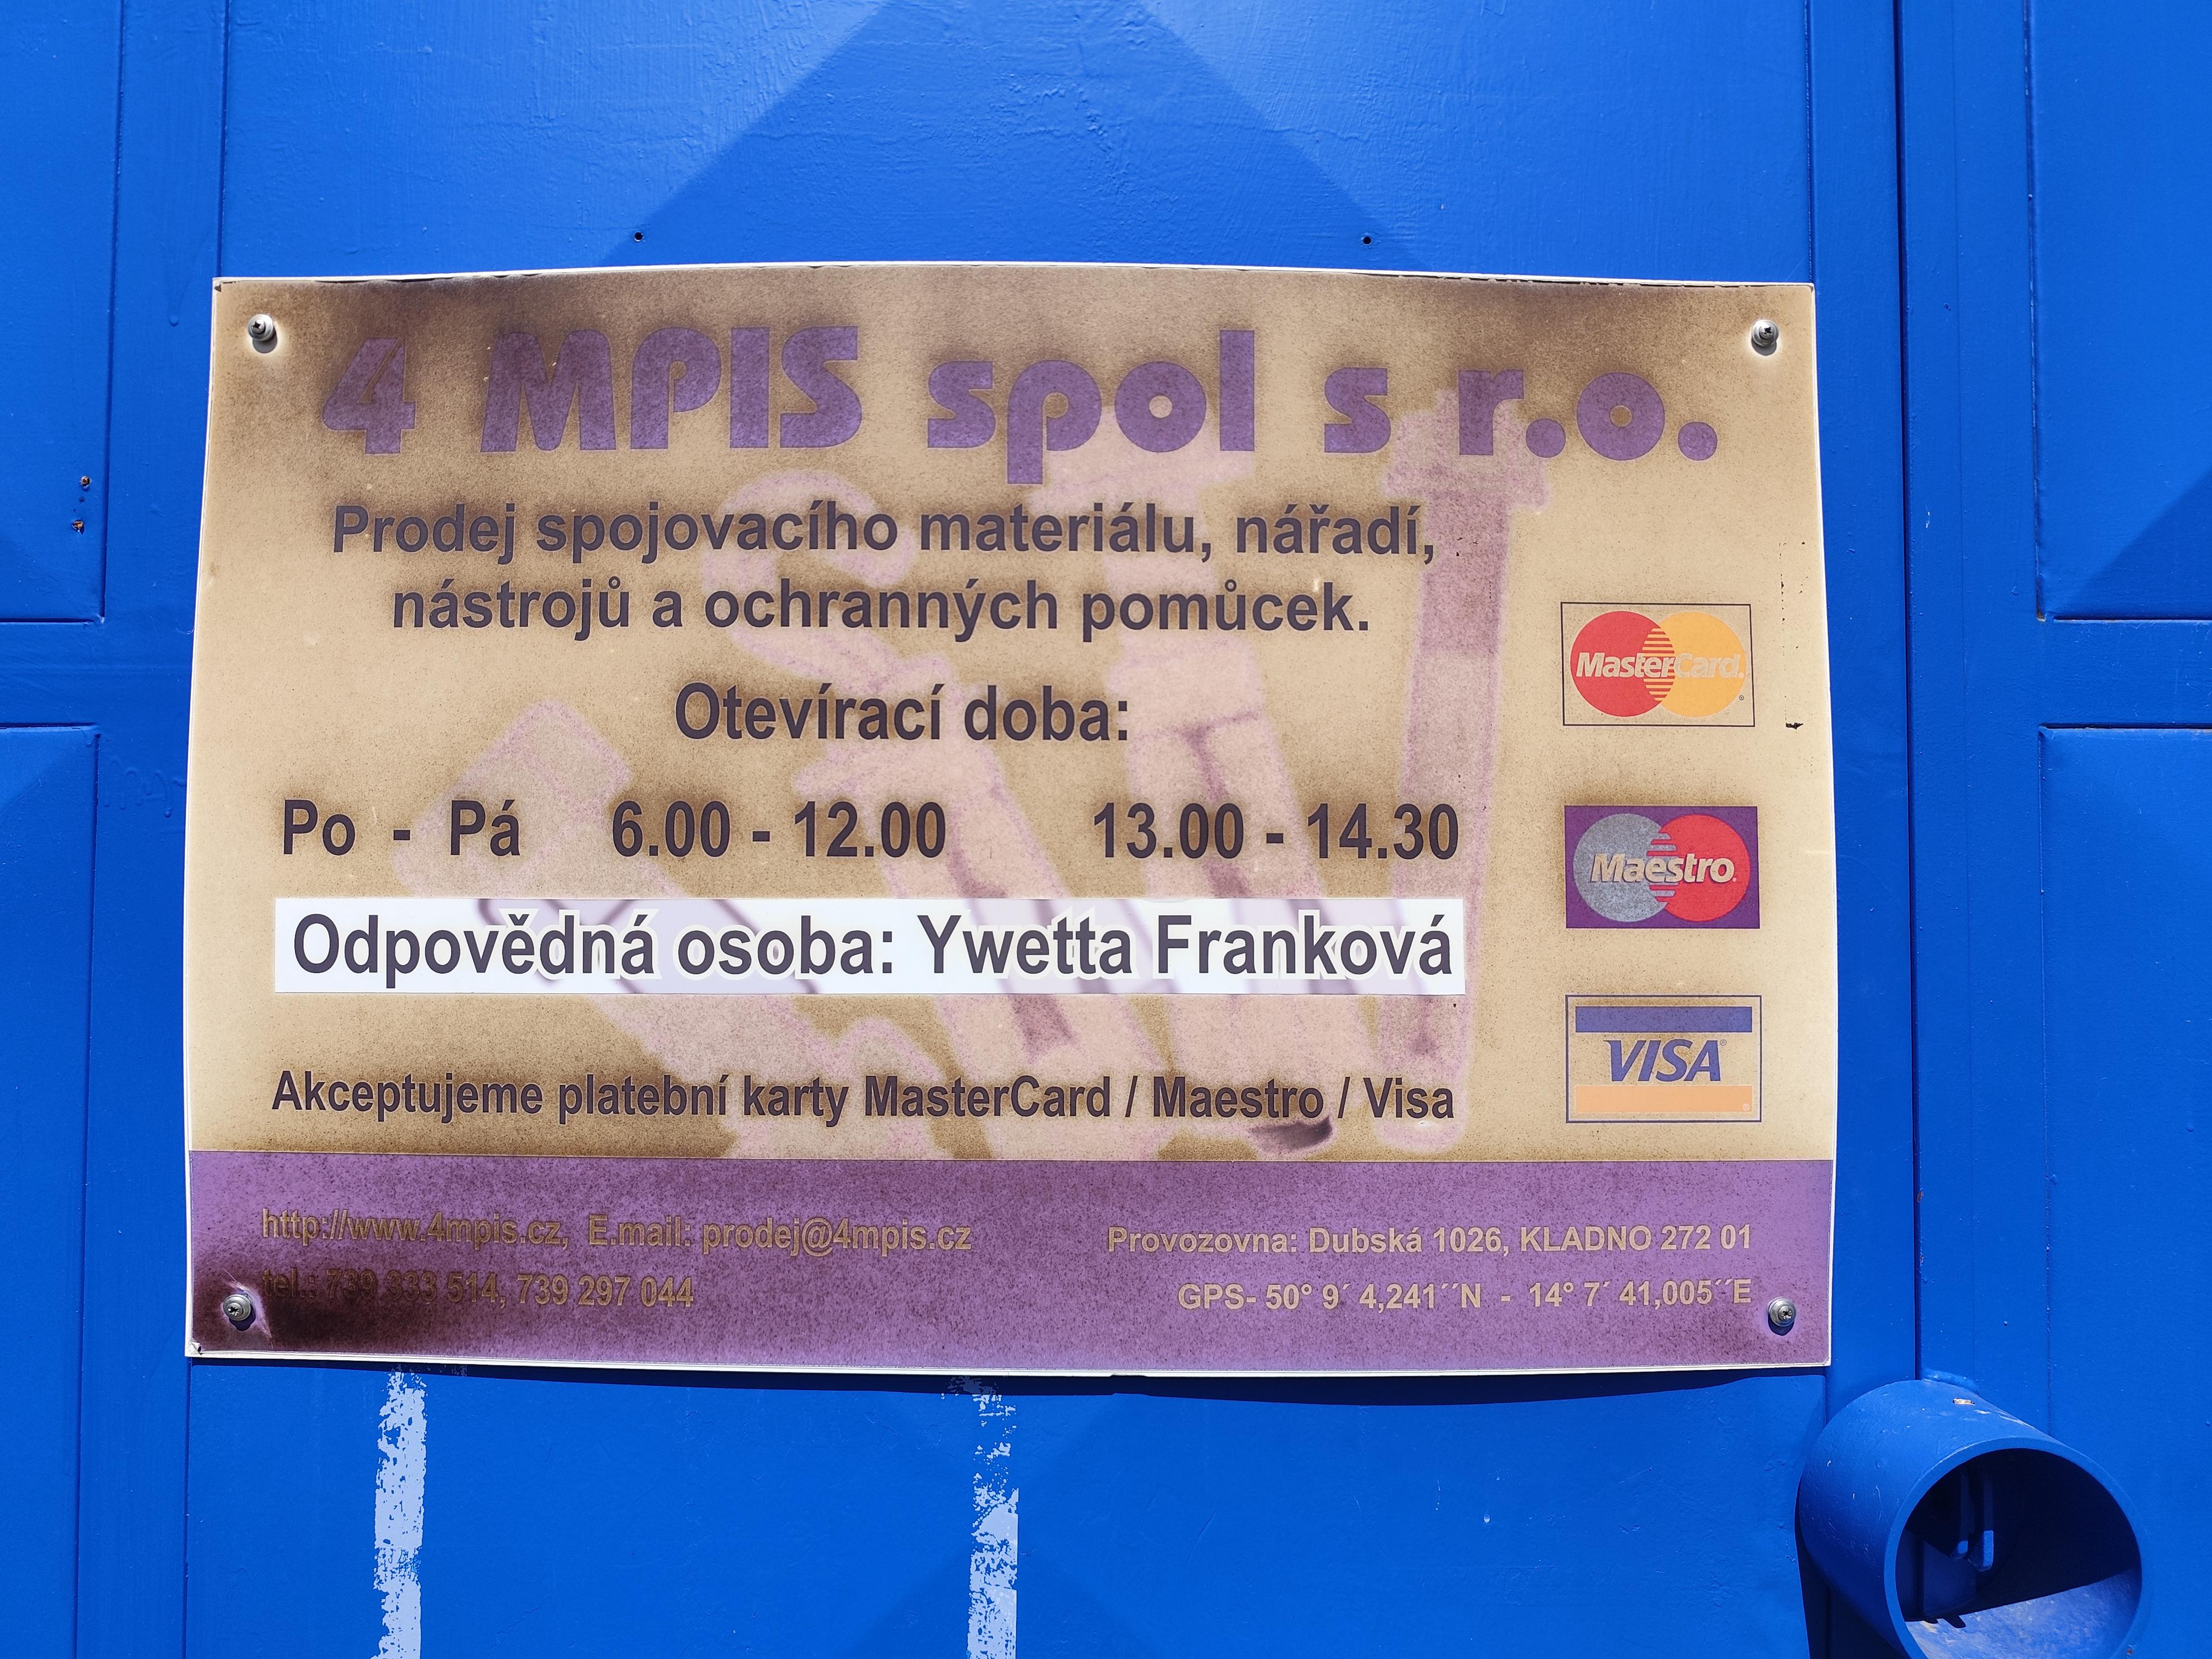 4 MPIS spol s r.o.
Prodej spojovacího materiálu, nářadí,
nástrojů a ochranných pomůcek.
Otevírací doba:
Po - Pá 6.00 - 12.00 13.00 - 14.30
Odpovědná osoba: Ywetta Franková
Akceptujeme platební karty MasterCard / Maestro / Visa
MasterCard
Maestro
VISA
http://www.4mpis.cz, E.mail: prodej@4mpis.cz
tel.: 739 333 514, 739 297 044
Provozovna: Dubská 1026, KLADNO 272 01
GPS- 50° 9´ 4,241´´N - 14° 7´ 41,005´´E